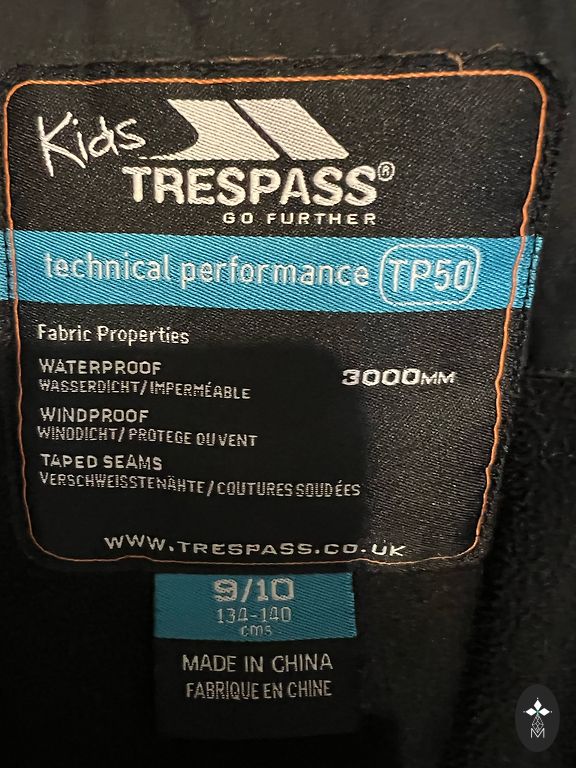 Kids
TRESPASS®
GO FURTHER
technical performance TP50
Fabric Properties
WATERPROOF 3000MM
WASSERDICHT/IMPERMÉABLE
WINDPROOF
WINDDICHT/PROTEGE DU VENT
TAPED SEAMS
VERSCHWEISSTENÄHTE/COUTURES SOUDÉES
WWW.TRESPASS.CO.UK
9/10
134-140
cms
MADE IN CHINA
FABRIQUE EN CHINE
M